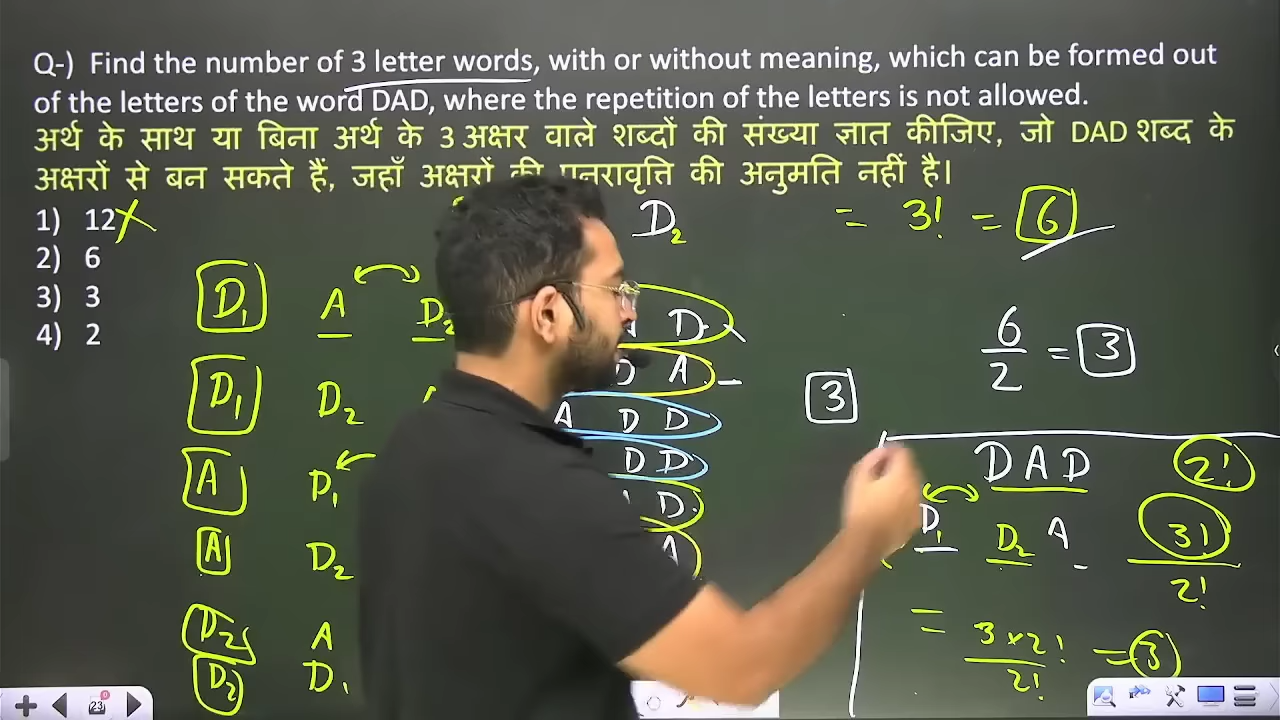 Q-) Find the number of 3 letter words, with or without meaning, which can be formed out
of the letters of the word DAD, where the repetition of the letters is not allowed.
अर्थ के साथ या बिना अर्थ के 3 अक्षर वाले शब्दों की संख्या ज्ञात कीजिए, जो DAD शब्द के
अक्षरों से बन सकते हैं, जहाँ अक्षरों की पुनरावृत्ति की अनुमति नहीं है।
1) 12
2) 6
3) 3
4) 2
D₂ = 3! = 6
D₁ A D₂ D
D₁ D₂ D A
A D₁ A D D
D D
A D₂ D
A
D₂ A
D₂ D₁
3
6/2 = 3
DAD 2!
D₁ D₂ A 3!/2!
= 3×2!/2! = 3
23